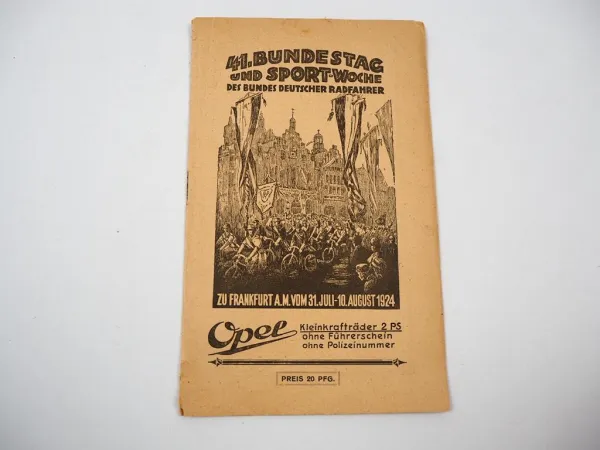 41. BUNDESTAG
UND SPORT-WOCHE
DES BUNDES DEUTSCHER RADFAHRER
ZU FRANKFURT A.M. VOM 31. JULI-10. AUGUST 1924
Opel Kleinkrafträder 2 PS
ohne Führerschein
ohne Polizeinummer
PREIS 20 PFG.